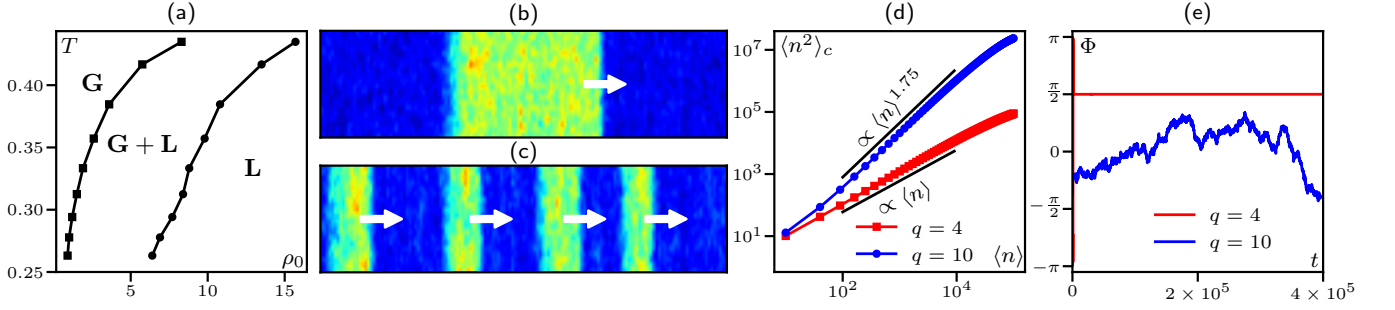 (a)
T
0.40
0.35
0.30
0.25
G
G + L
L
5
10
15
ρ₀
(b)
(c)
(d)
⟨n²⟩_c
10⁷
10⁵
10³
10¹
∝ ⟨n⟩^1.75
∝ ⟨n⟩
q = 4
q = 10
⟨n⟩
10²
10⁴
(e)
Φ
π
π/2
0
−π/2
−π
q = 4
q = 10
t
0
2 × 10⁵
4 × 10⁵